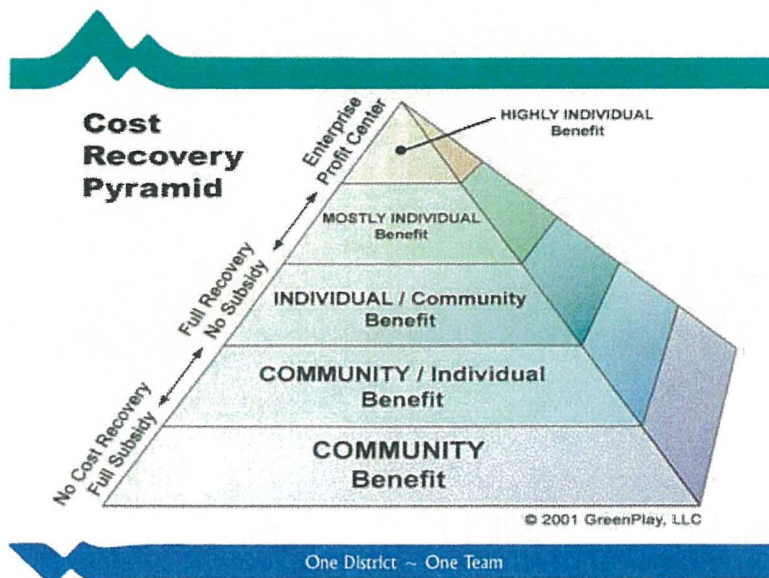 Cost
Recovery
Pyramid
Enterprise
Profit Center
Full Recovery
No Subsidy
No Cost Recovery
Full Subsidy
HIGHLY INDIVIDUAL
Benefit
MOSTLY INDIVIDUAL
Benefit
INDIVIDUAL / Community
Benefit
COMMUNITY / Individual
Benefit
COMMUNITY
Benefit
© 2001 GreenPlay, LLC
One District ~ One Team